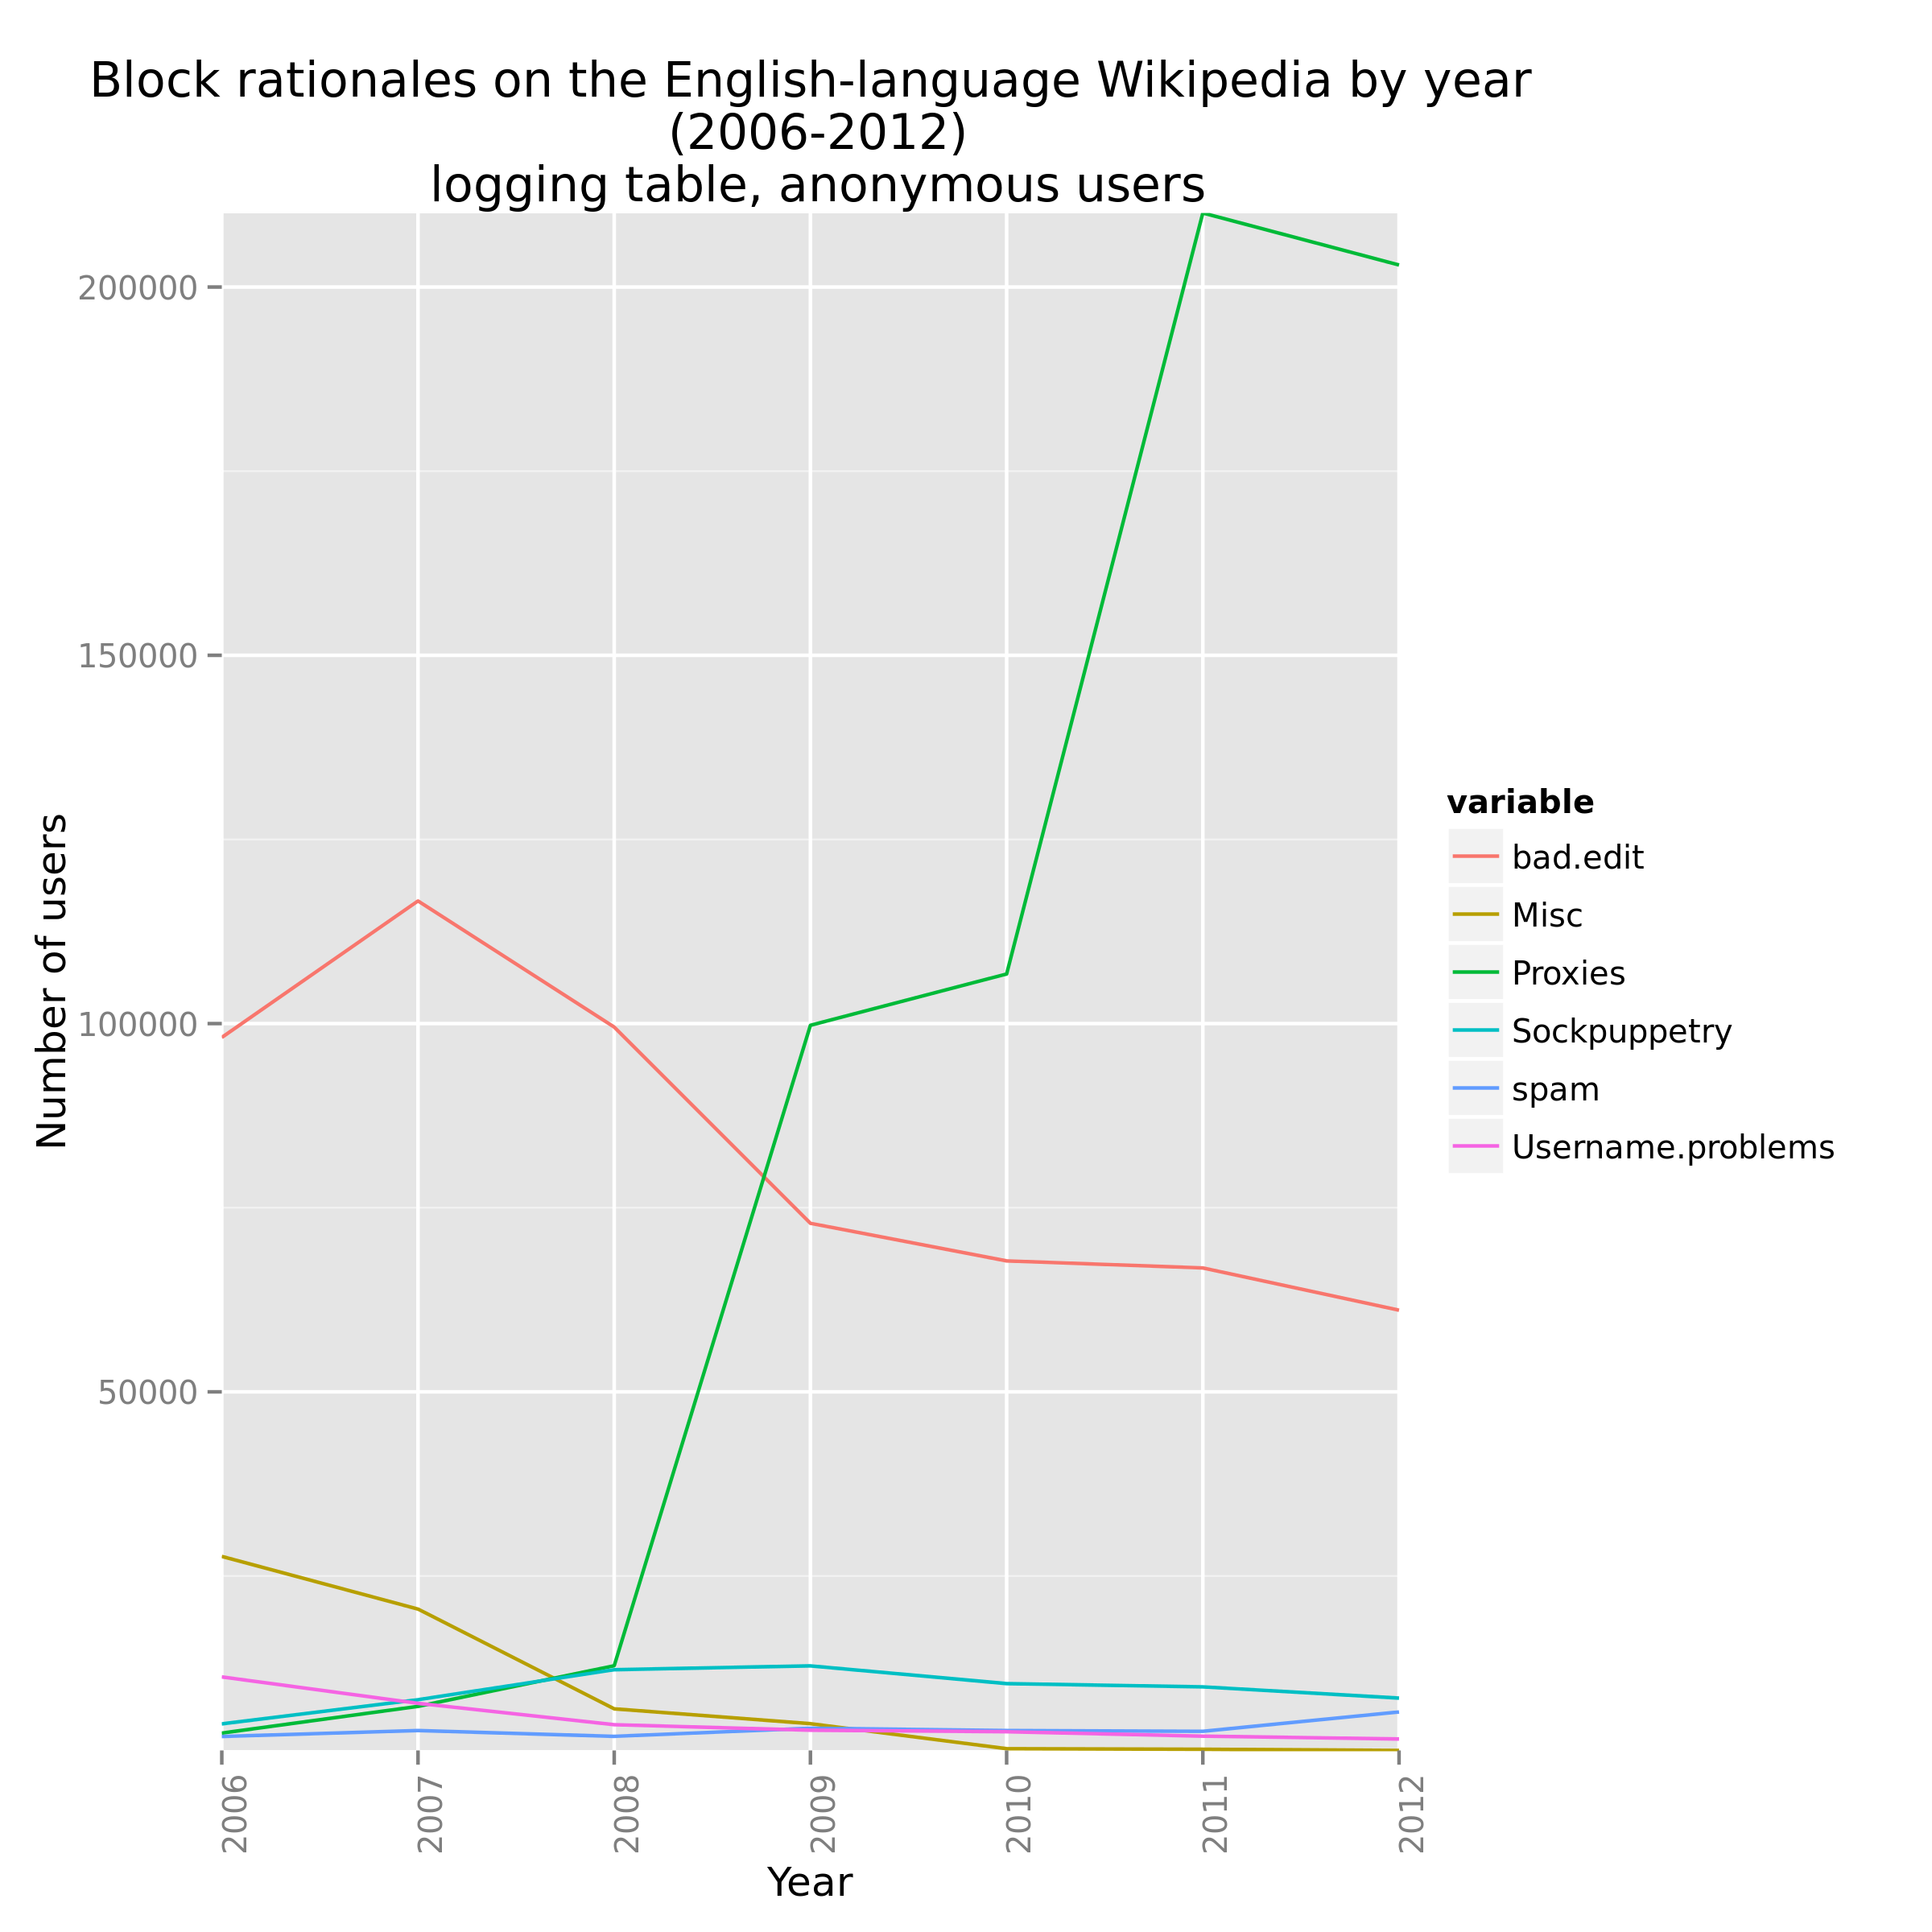 Block rationales on the English-language Wikipedia by year
(2006-2012)
logging table, anonymous users
Number of users
200000
150000
100000
50000
2006
2007
2008
2009
2010
2011
2012
Year
variable
bad.edit
Misc
Proxies
Sockpuppetry
spam
Username.problems